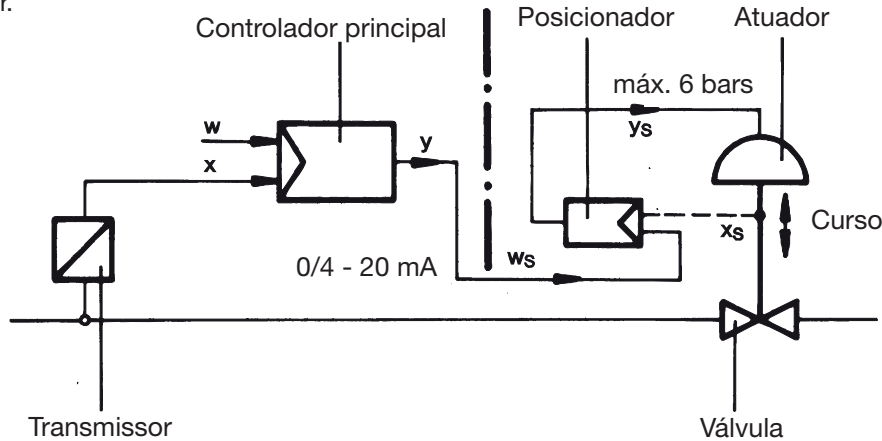 r.
Controlador principal
Posicionador
Atuador
máx. 6 bars
w
x
y
ys
xs
Curso
0/4 - 20 mA
ws
Transmissor
Válvula